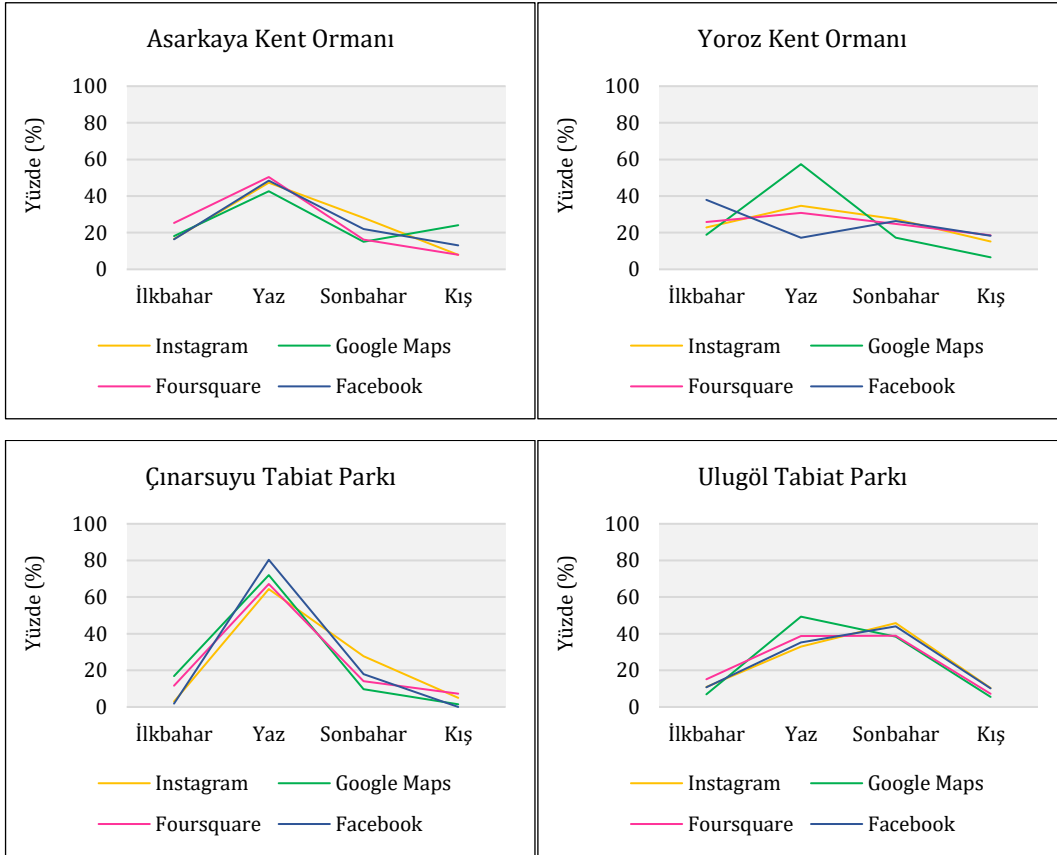 Asarkaya Kent Ormanı
Yüzde (%)
100
80
60
40
20
0
İlkbahar Yaz Sonbahar Kış
Instagram Google Maps
Foursquare Facebook
Yoroz Kent Ormanı
Yüzde (%)
100
80
60
40
20
0
İlkbahar Yaz Sonbahar Kış
Instagram Google Maps
Foursquare Facebook
Çınarsuyu Tabiat Parkı
Yüzde (%)
100
80
60
40
20
0
İlkbahar Yaz Sonbahar Kış
Instagram Google Maps
Foursquare Facebook
Ulugöl Tabiat Parkı
Yüzde (%)
100
80
60
40
20
0
İlkbahar Yaz Sonbahar Kış
Instagram Google Maps
Foursquare Facebook